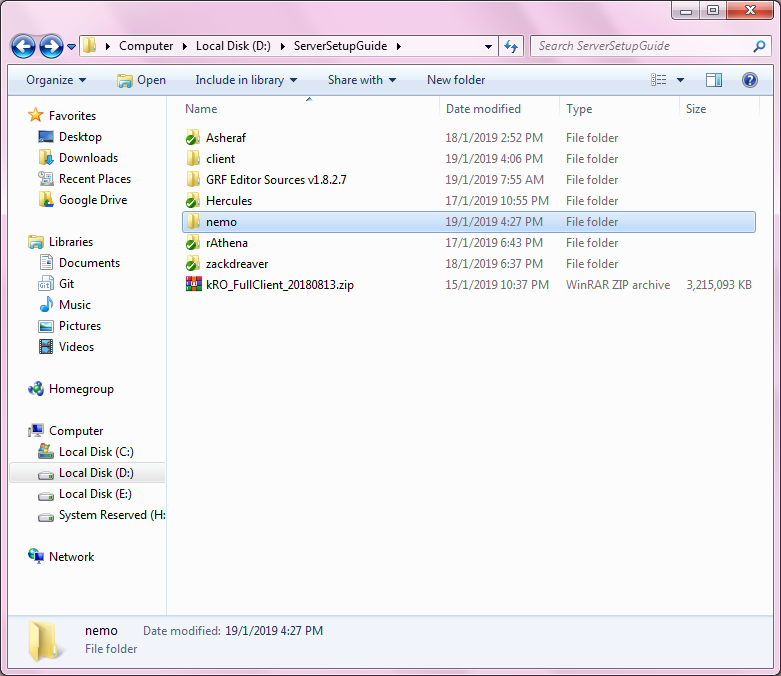 Computer Local Disk (D:) ServerSetupGuide
Search ServerSetupGuide
Organize Open Include in library Share with New folder
Name Date modified Type Size
Favorites
Desktop
Downloads
Recent Places
Google Drive
Libraries
Documents
Git
Music
Pictures
Videos
Homegroup
Computer
Local Disk (C:)
Local Disk (D:)
Local Disk (E:)
System Reserved (H:
Network
Asheraf 18/1/2019 2:52 PM File folder
client 19/1/2019 4:06 PM File folder
GRF Editor Sources v1.8.2.7 19/1/2019 7:55 AM File folder
Hercules 17/1/2019 10:55 PM File folder
nemo 19/1/2019 4:27 PM File folder
rAthena 17/1/2019 6:43 PM File folder
zackdreaver 18/1/2019 6:37 PM File folder
kRO_FullClient_20180813.zip 15/1/2019 10:37 PM WinRAR ZIP archive 3,215,093 KB
nemo Date modified: 19/1/2019 4:27 PM
File folder